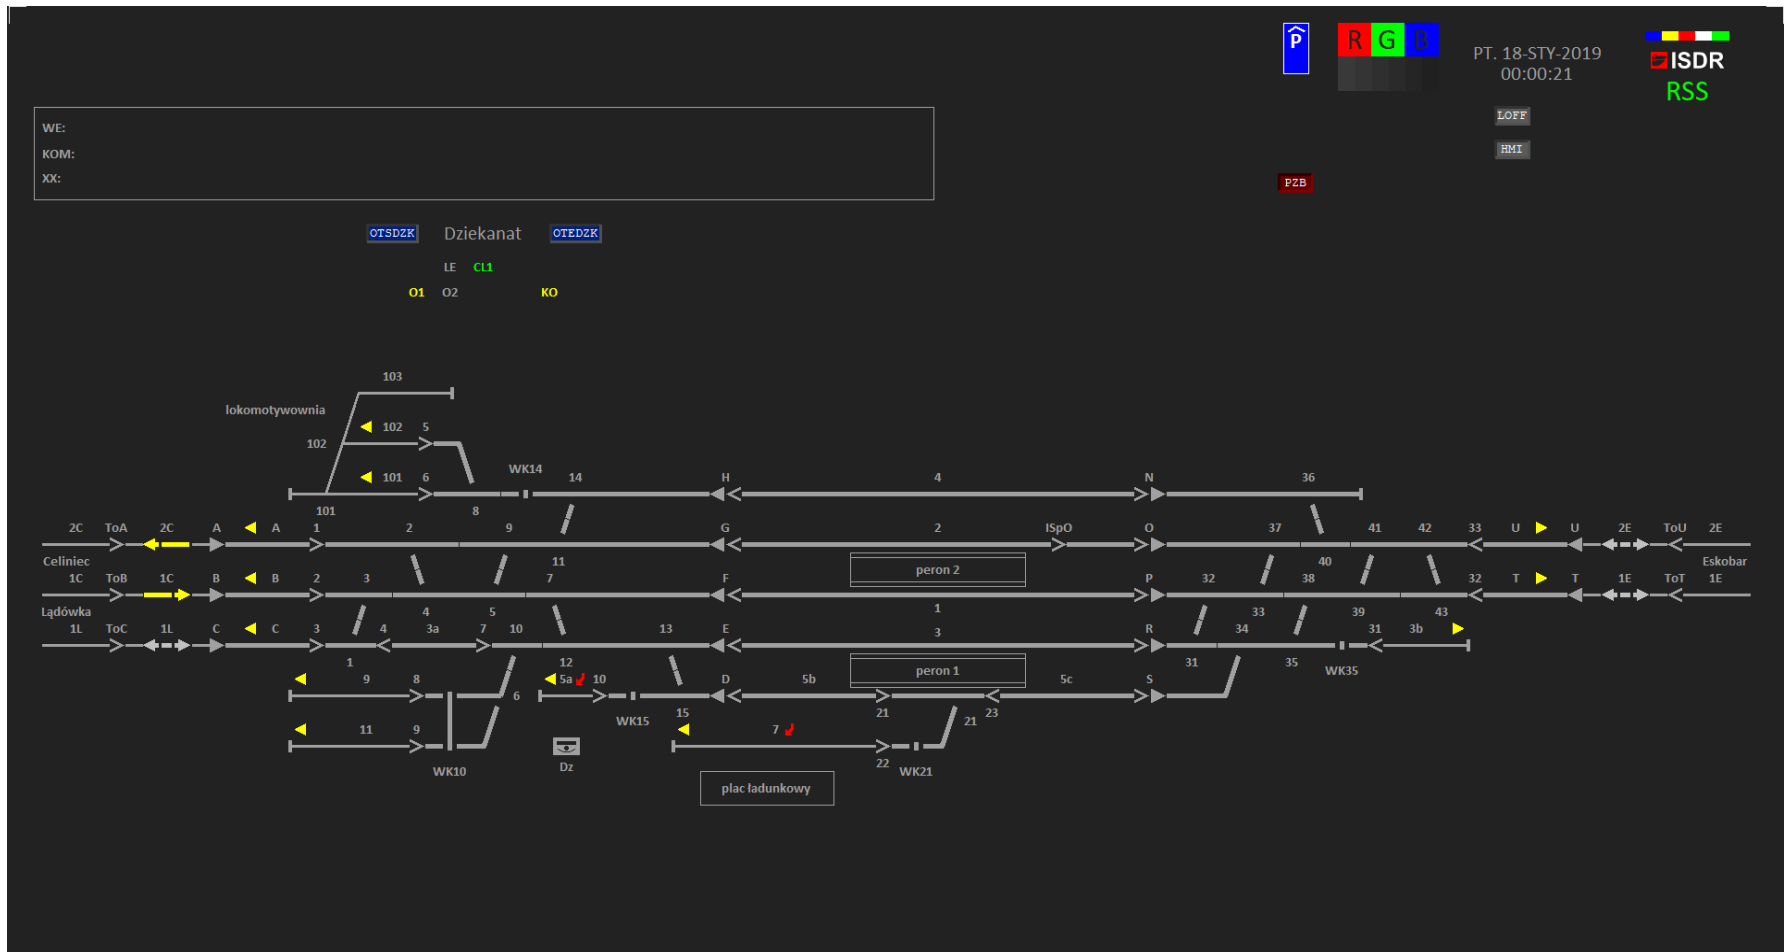 P R G B PT. 18-STY-2019 ISDR
00:00:21
RSS
LOFF
WE:
HMI
KOM:
XX:
PZB
OTSDZK Dziekanat OTEDZK
LE CL1
O1 O2 KO
103
lokomotywownia
102 5
102
WK14
101 6 14 H 4 N 36
101 8
2C ToA 2C A A 1 2 9 G 2 ISpO O 37 41 42 33 U U 2E ToU 2E
Celiniec 11 peron 2 40 Eskobar
1C ToB 1C B B 2 3 7 F P 32 38 32 T T 1E ToT 1E
Lądówka 4 5 1 33 39 43
1L ToC 1L C C 3 4 3a 7 10 13 E 3 R 34 31 3b
1 12 peron 1 31 35 WK35
9 8 5a 10 D 5b 5c S
6 15 21 23
WK15 21
11 9 7
22
WK10 Dz WK21
plac ładunkowy